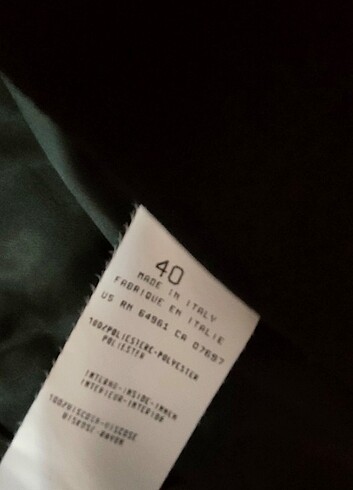 40
MADE IN ITALY
FABRIQUE EN ITALIE
US RN 64961 CA 07697
100/POLIESTERE-POLYESTER
POLIESTER
INTERNO-INSIDE-INNEN
INTERIEUR-INTERIOR
100/VISCOSA-VISCOSE
VISKOSE-RAYON